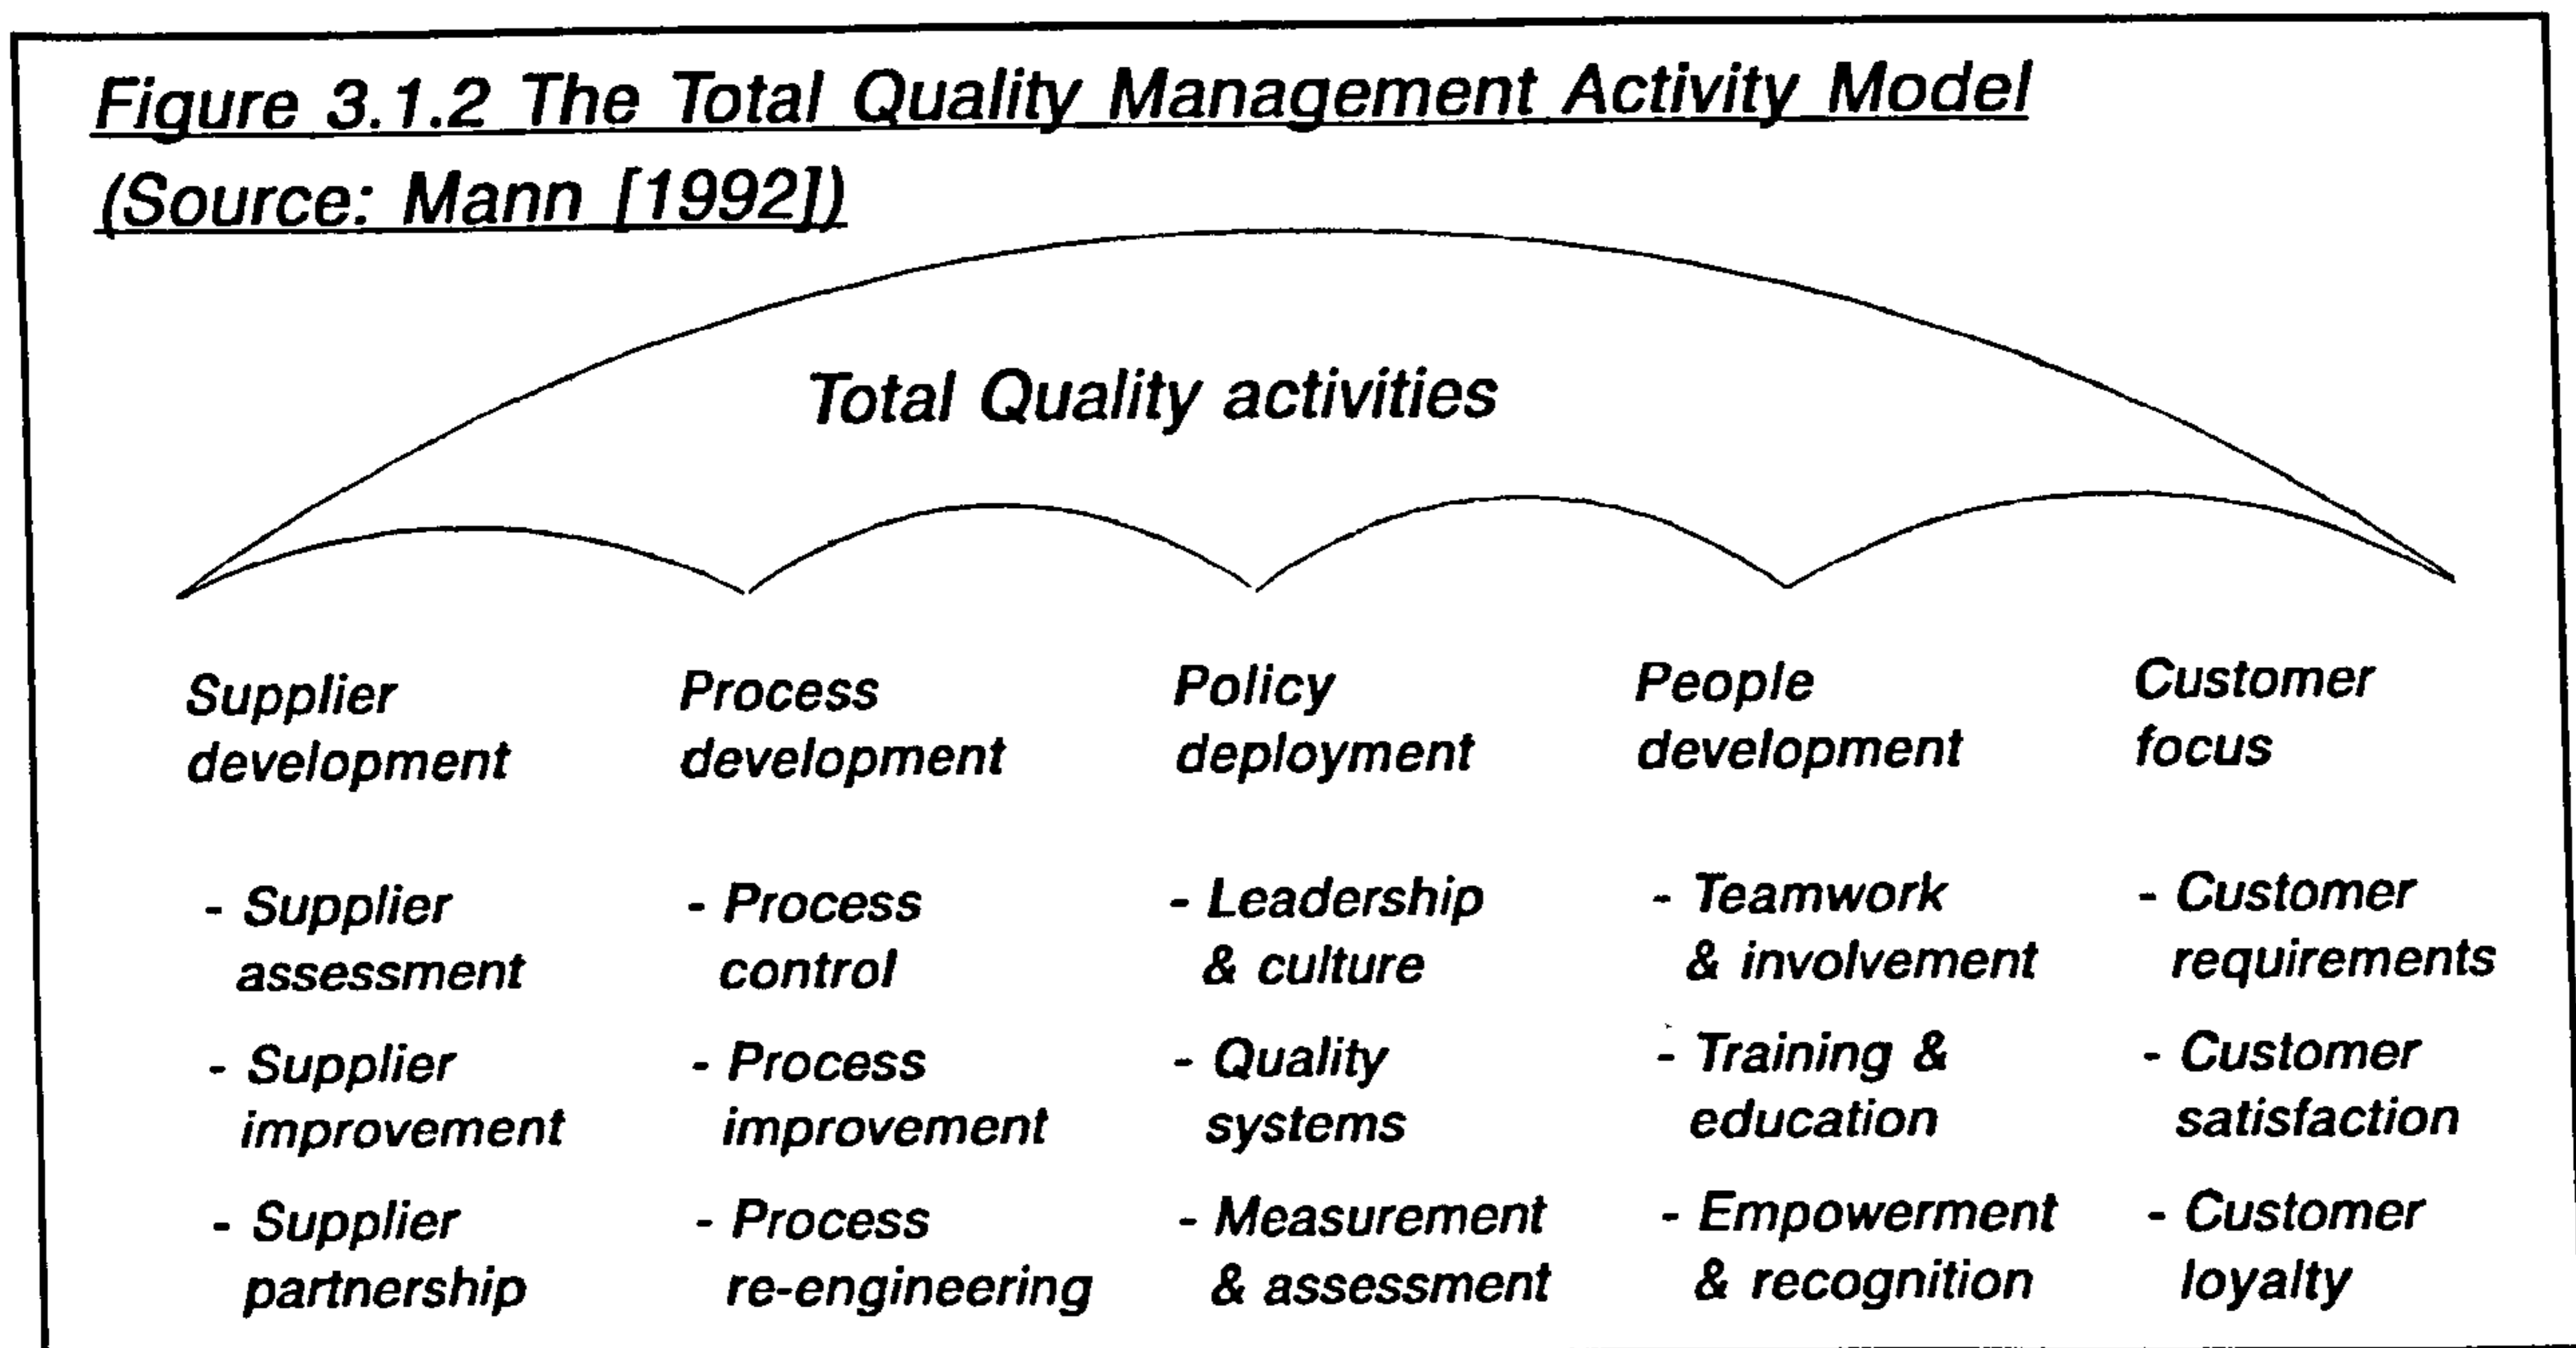 Figure 3.1.2 The Total Quality Management Activity Model
(Source: Mann [1992])
Total Quality activities
Supplier
development
- Supplier
assessment
- Supplier
improvement
- Supplier
partnership
Process
development
- Process
control
- Process
improvement
- Process
re-engineering
Policy
deployment
- Leadership
& culture
- Quality
systems
- Measurement
& assessment
People
development
- Teamwork
& involvement
- Training &
education
- Empowerment
& recognition
Customer
focus
- Customer
requirements
- Customer
satisfaction
- Customer
loyalty